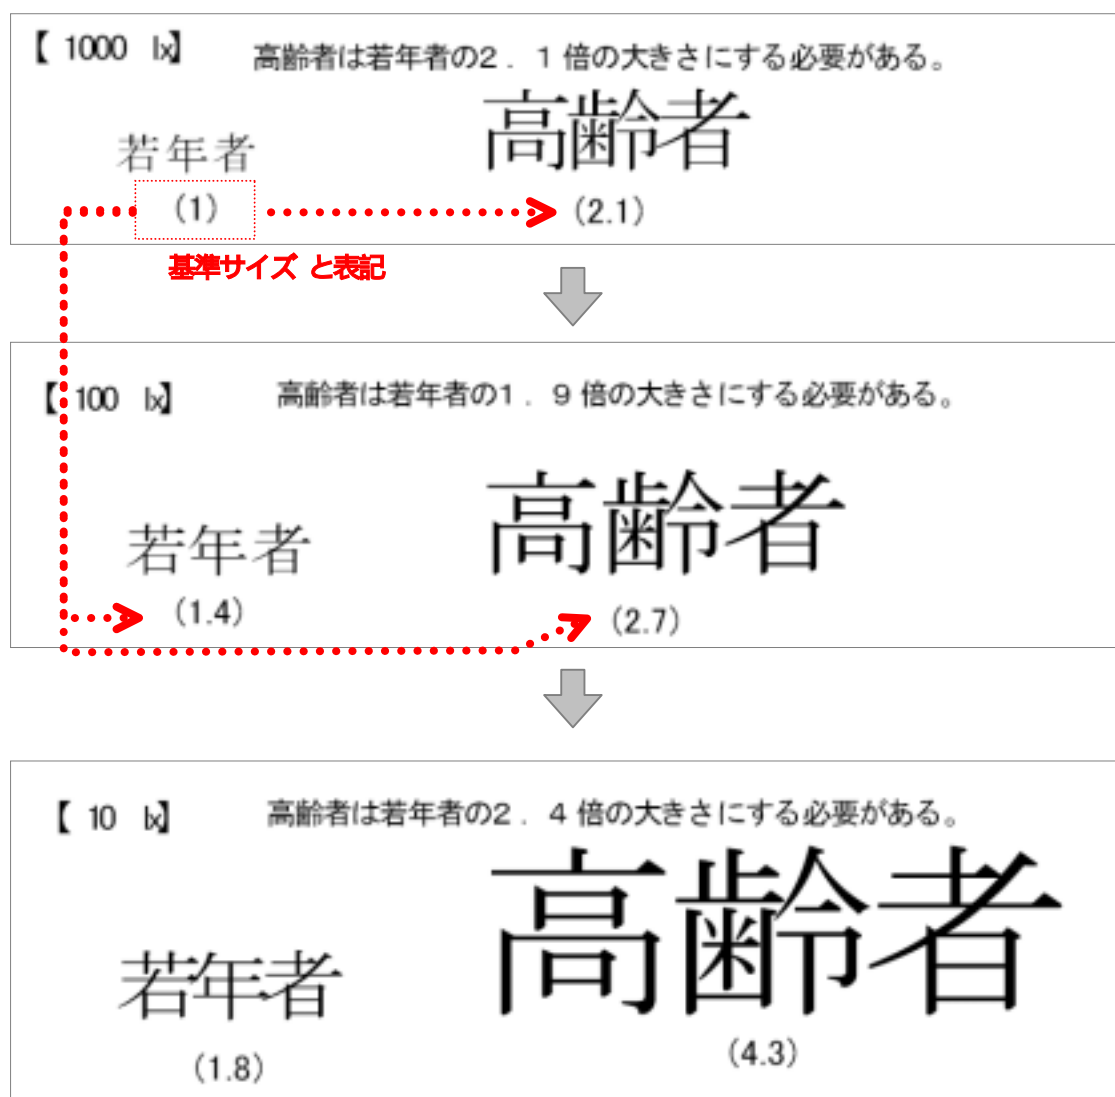 【 1000 lx】 高齢者は若年者の2．1倍の大きさにする必要がある。
若年者 高齢者
（1） （2.1）
基準サイズ と表記
【 100 lx】 高齢者は若年者の1．9倍の大きさにする必要がある。
若年者 高齢者
（1.4） （2.7）
【 10 lx】 高齢者は若年者の2．4倍の大きさにする必要がある。
若年者 高齢者
（1.8） （4.3）